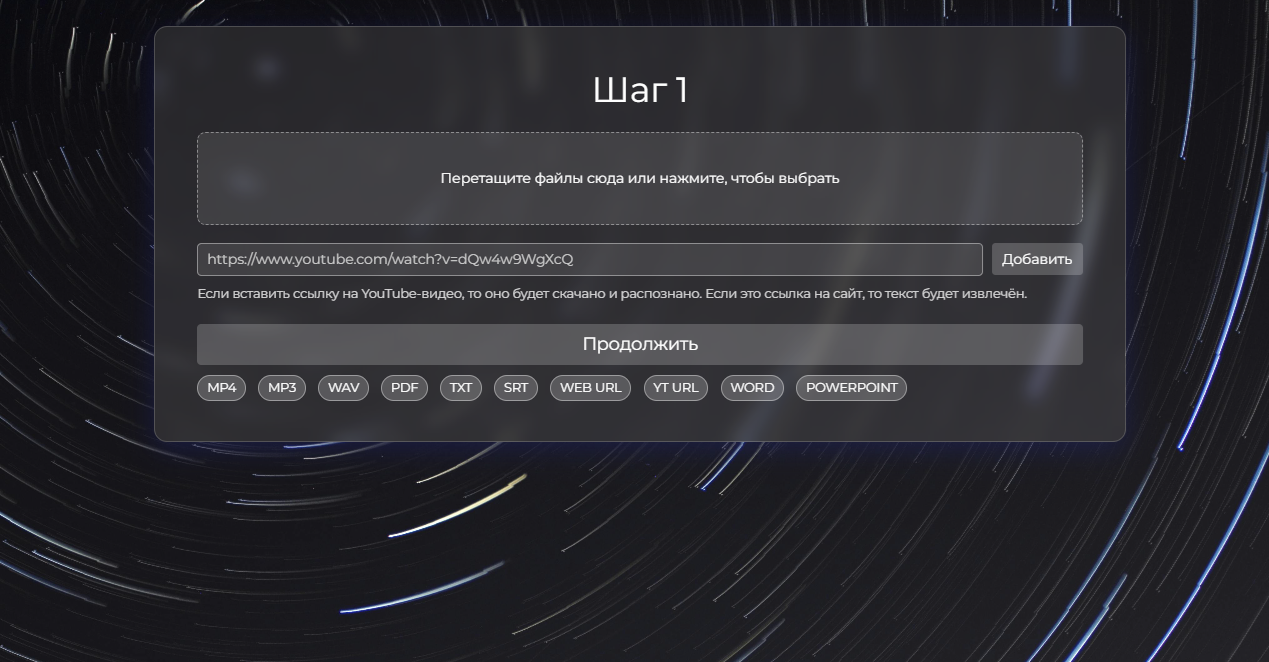 Шаг 1
Перетащите файлы сюда или нажмите, чтобы выбрать
https://www.youtube.com/watch?v=dQw4w9WgXcQ Добавить
Если вставить ссылку на YouTube-видео, то оно будет скачано и распознано. Если это ссылка на сайт, то текст будет извлечён.
Продолжить
MP4 MP3 WAV PDF TXT SRT WEB URL YT URL WORD POWERPOINT